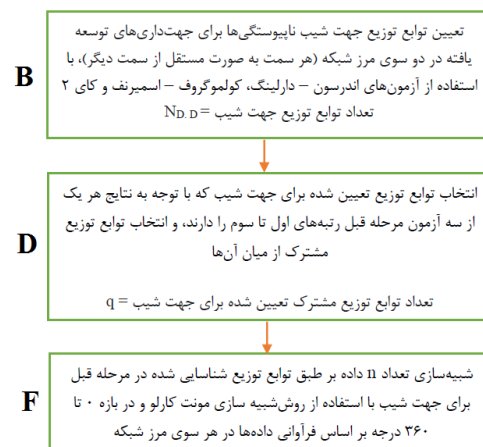 B
تعیین توابع توزیع جهت شیب ناپیوستگی‌ها برای جهت‌داری‌های توسعه
یافته در دو سوی مرز شبکه (هر سمت به صورت مستقل از سمت دیگر)، با
استفاده از آزمون‌های اندرسون – دارلینگ، کولموگروف – اسمیرنف و کای ۲
تعداد توابع توزیع جهت شیب = N_D.D
D
انتخاب توابع توزیع تعیین شده برای جهت شیب که با توجه به نتایج هر یک
از سه آزمون مرحله قبل رتبه‌های اول تا سوم را دارند، و انتخاب توابع توزیع
مشترک از میان آن‌ها
تعداد توابع توزیع مشترک تعیین شده برای جهت شیب = q
F
شبیه‌سازی تعداد n داده بر طبق توابع توزیع شناسایی شده در مرحله قبل
برای جهت شیب با استفاده از روش‌شبیه سازی مونت کارلو و در بازه ۰ تا
۳۶۰ درجه بر اساس فراوانی داده‌ها در هر سوی مرز شبکه